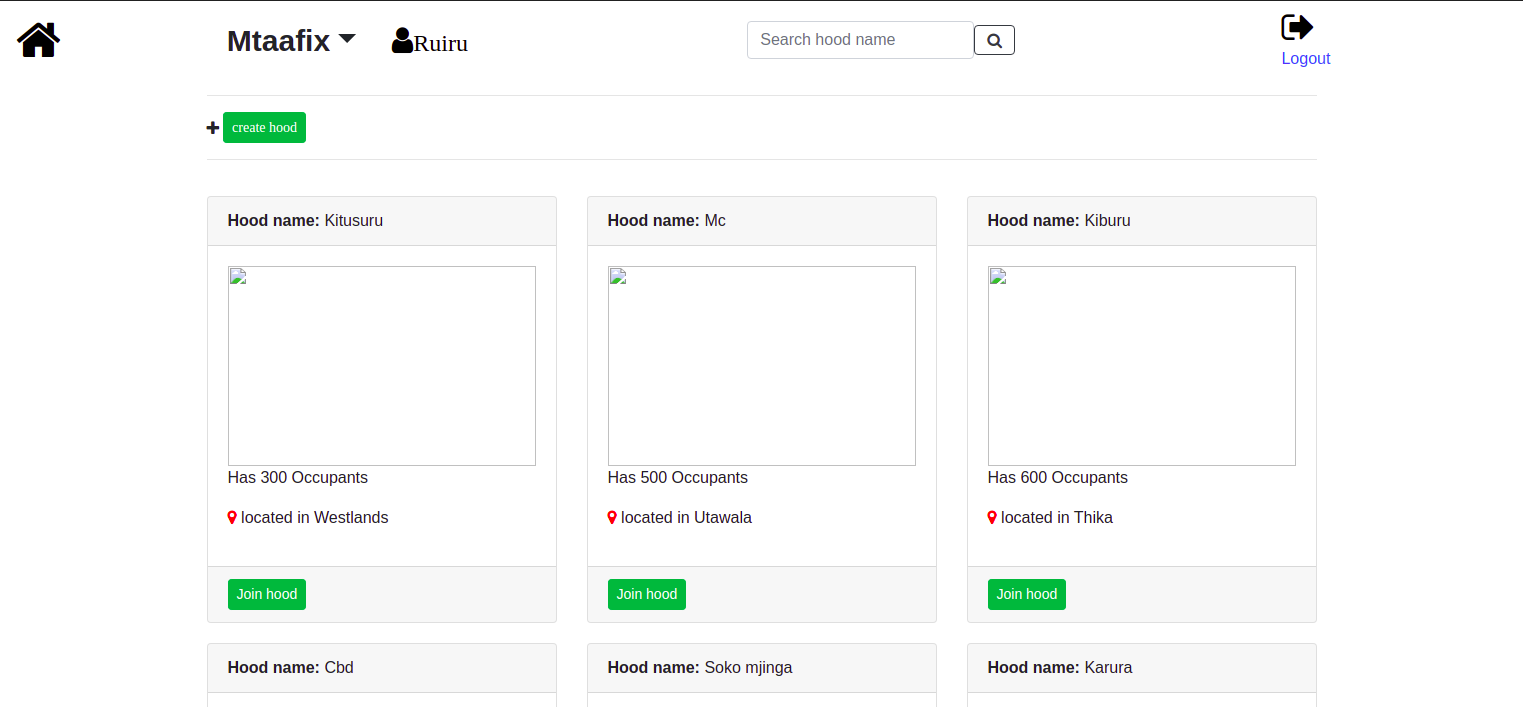 Mtaafix Ruiru Search hood name
Logout
create hood
Hood name: Kitusuru
Hood name: Mc
Hood name: Kiburu
Has 300 Occupants
Has 500 Occupants
Has 600 Occupants
located in Westlands
located in Utawala
located in Thika
Join hood
Join hood
Join hood
Hood name: Cbd
Hood name: Soko mjinga
Hood name: Karura